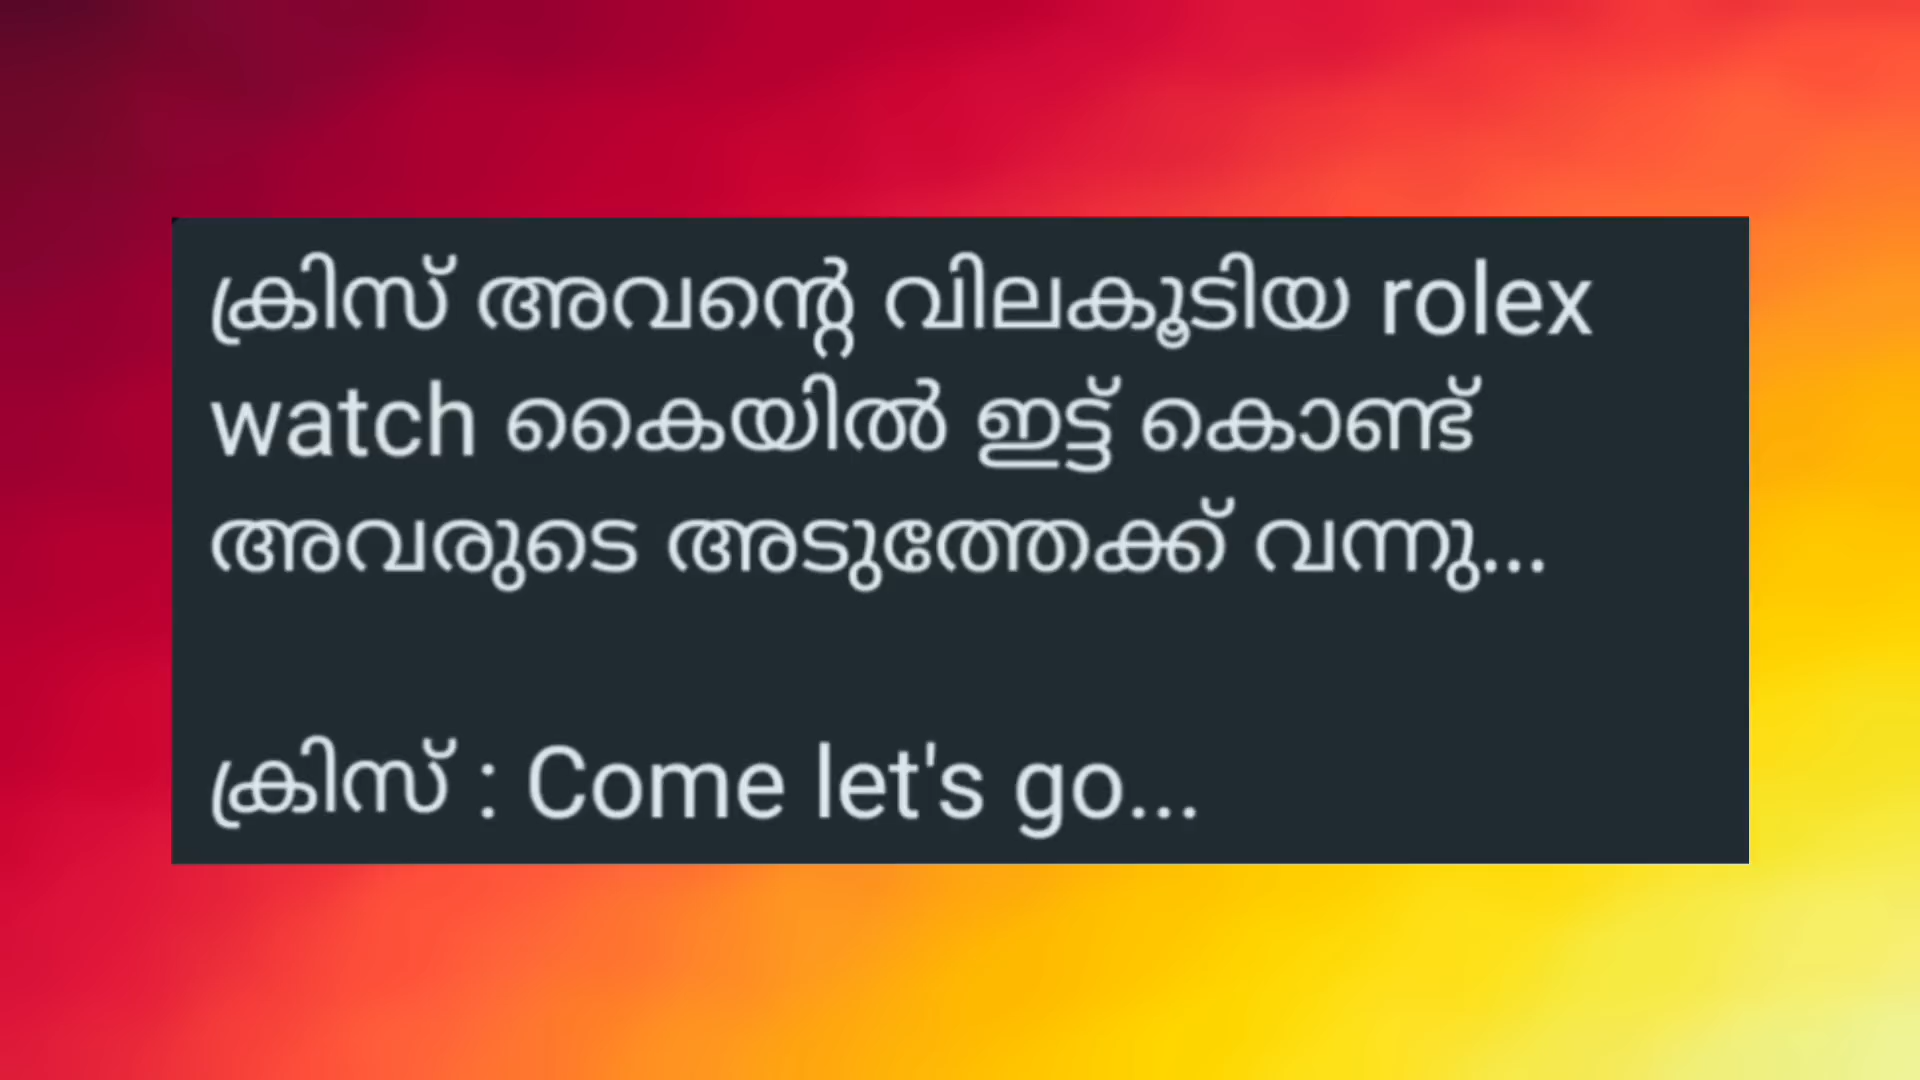 ക്രിസ് അവന്റെ വിലകൂടിയ rolex
watch കൈയിൽ ഇട്ട് കൊണ്ട്
അവരുടെ അടുത്തേക്ക് വന്നു...
ക്രിസ് : Come let's go...